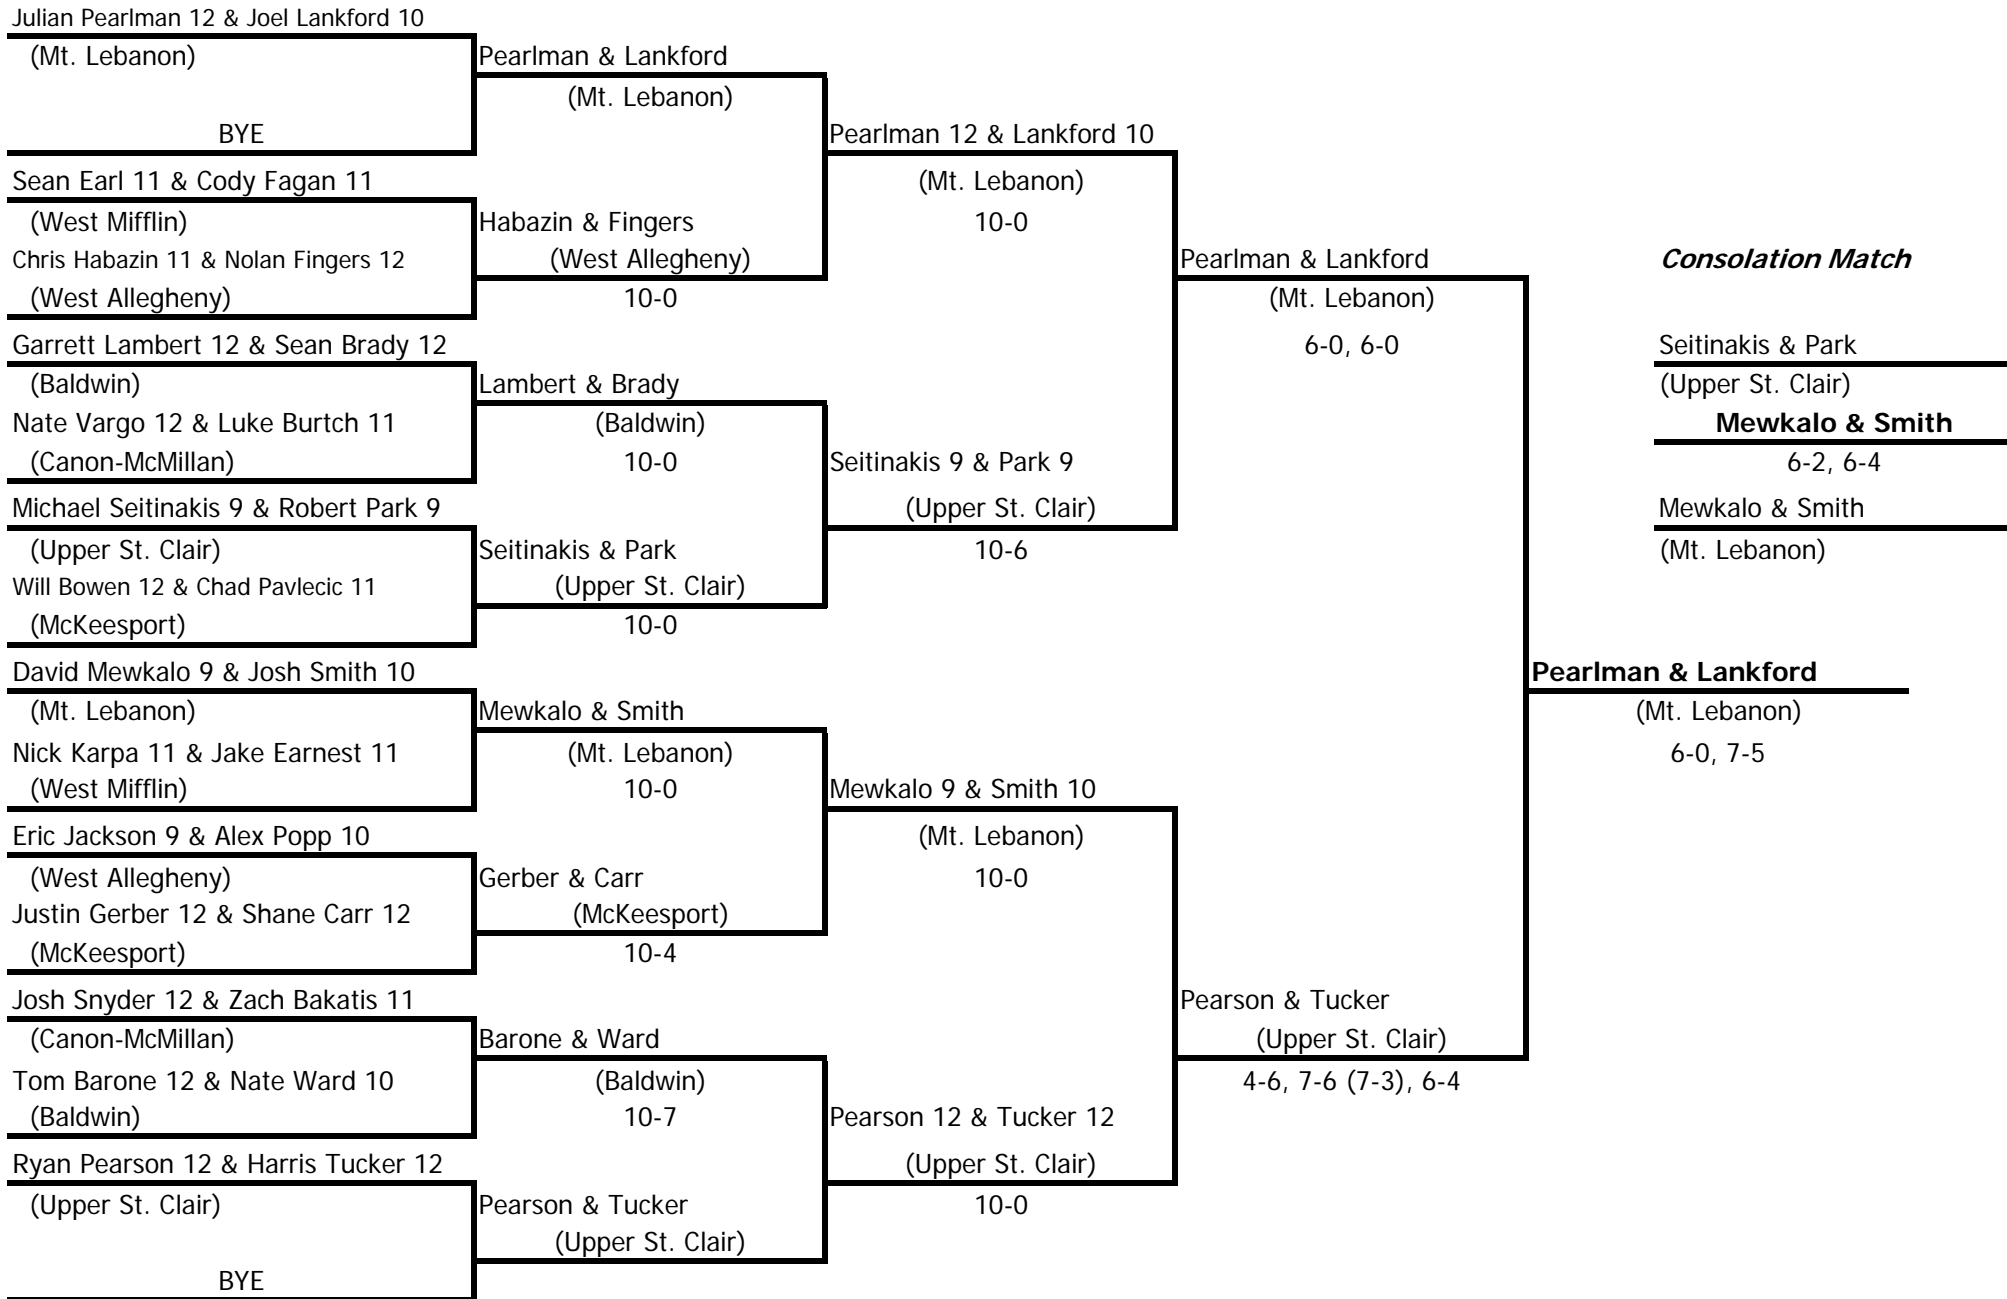 Julian Pearlman 12 & Joel Lankford 10
(Mt. Lebanon)
BYE
Sean Earl 11 & Cody Fagan 11
(West Mifflin)
Chris Habazin 11 & Nolan Fingers 12
(West Allegheny)
Garrett Lambert 12 & Sean Brady 12
(Baldwin)
Nate Vargo 12 & Luke Burtch 11
(Canon-McMillan)
Michael Seitinakis 9 & Robert Park 9
(Upper St. Clair)
Will Bowen 12 & Chad Pavlecic 11
(McKeesport)
David Mewkalo 9 & Josh Smith 10
(Mt. Lebanon)
Nick Karpa 11 & Jake Earnest 11
(West Mifflin)
Eric Jackson 9 & Alex Popp 10
(West Allegheny)
Justin Gerber 12 & Shane Carr 12
(McKeesport)
Josh Snyder 12 & Zach Bakatis 11
(Canon-McMillan)
Tom Barone 12 & Nate Ward 10
(Baldwin)
Ryan Pearson 12 & Harris Tucker 12
(Upper St. Clair)
BYE
Pearlman & Lankford
(Mt. Lebanon)
Habazin & Fingers
(West Allegheny)
10-0
Lambert & Brady
(Baldwin)
10-0
Seitinakis & Park
(Upper St. Clair)
10-0
Mewkalo & Smith
(Mt. Lebanon)
10-0
Gerber & Carr
(McKeesport)
10-4
Barone & Ward
(Baldwin)
10-7
Pearson & Tucker
(Upper St. Clair)
Pearlman 12 & Lankford 10
(Mt. Lebanon)
10-0
Seitinakis 9 & Park 9
(Upper St. Clair)
10-6
Mewkalo 9 & Smith 10
(Mt. Lebanon)
10-0
Pearson 12 & Tucker 12
(Upper St. Clair)
10-0
Pearlman & Lankford
(Mt. Lebanon)
6-0, 6-0
Pearson & Tucker
(Upper St. Clair)
4-6, 7-6 (7-3), 6-4
Pearlman & Lankford
(Mt. Lebanon)
6-0, 7-5
Consolation Match
Seitinakis & Park
(Upper St. Clair)
Mewkalo & Smith
6-2, 6-4
Mewkalo & Smith
(Mt. Lebanon)